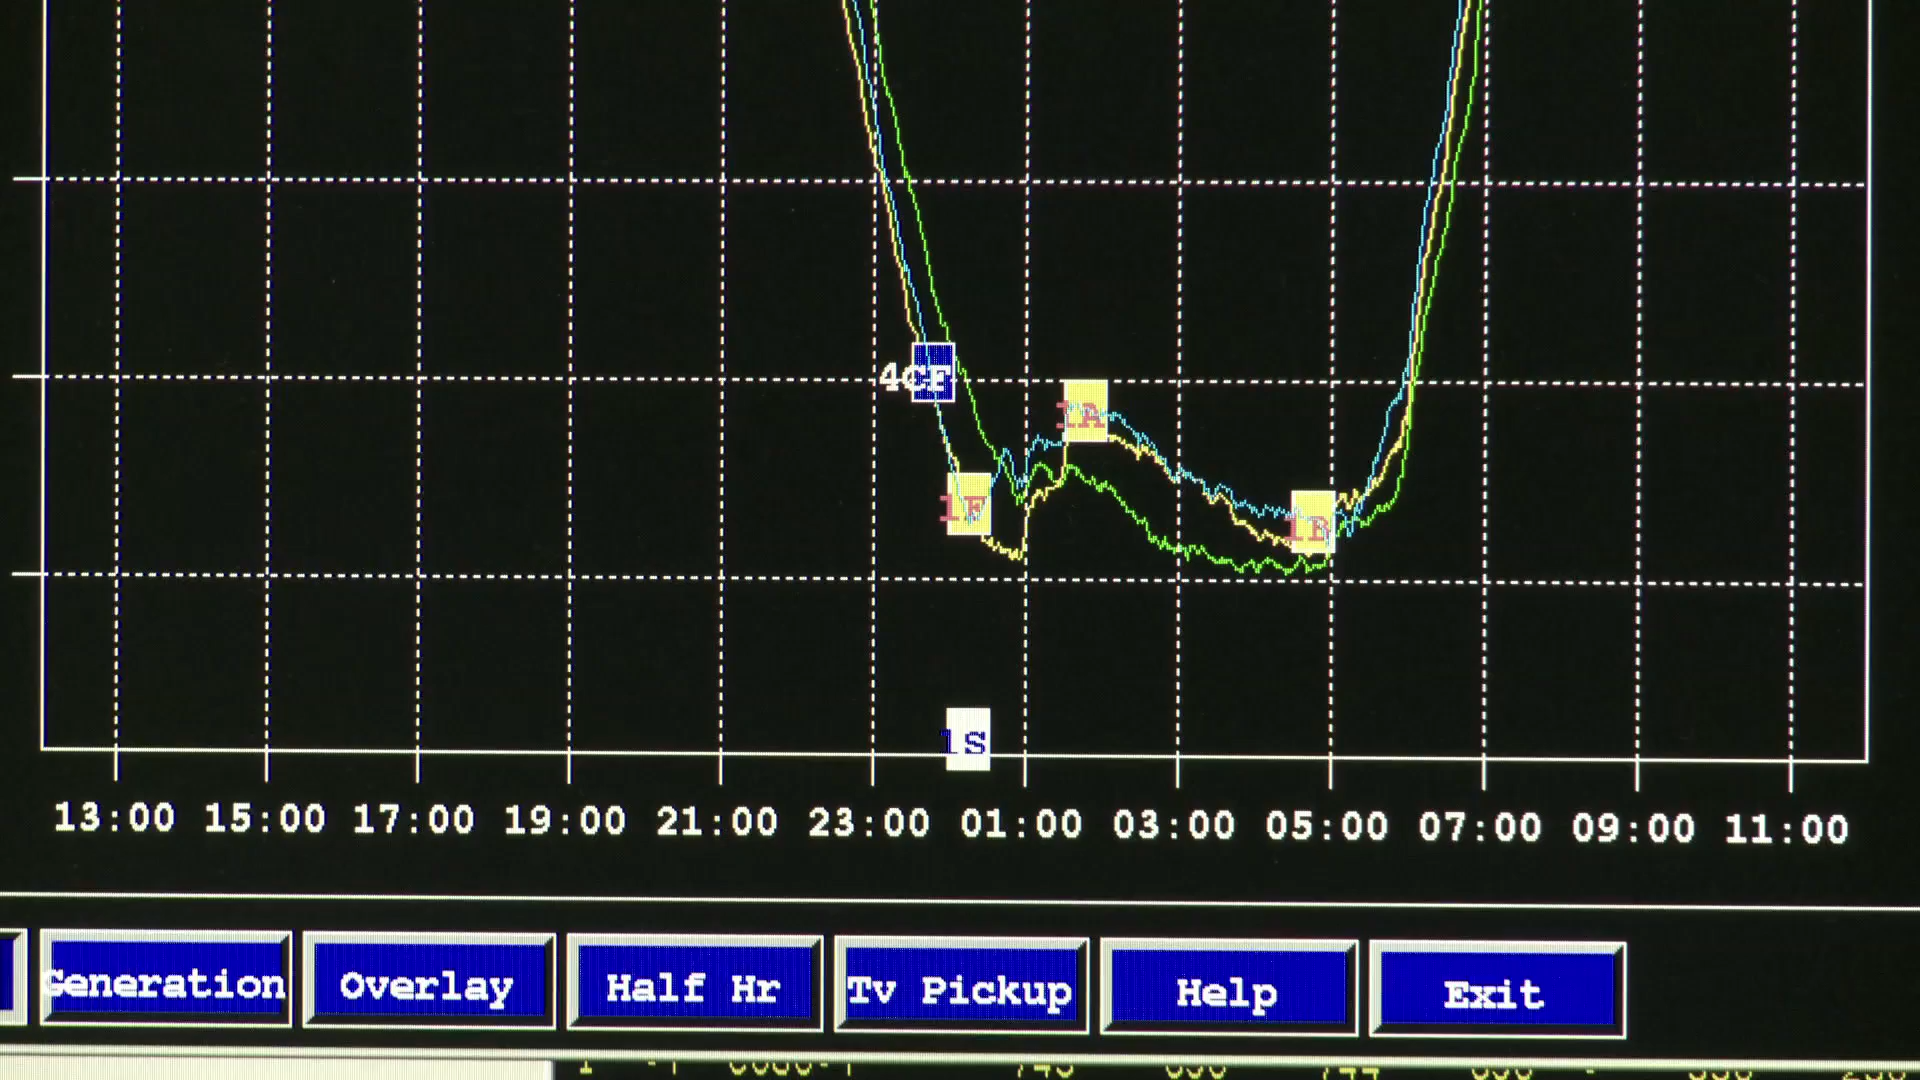 4CF
1A
1F
1B
1S
13:00 15:00 17:00 19:00 21:00 23:00 01:00 03:00 05:00 07:00 09:00 11:00
Generation Overlay Half Hr Tv Pickup Help Exit